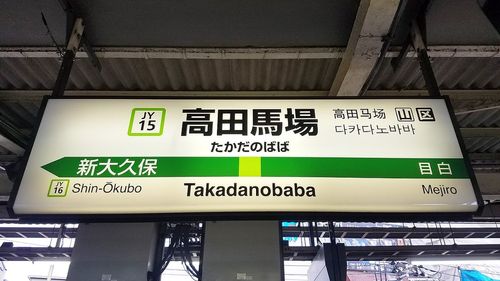 JY
15
高田馬場
たかだのばば
高田马场 山区
다카다노바바
新大久保
目白
JY
16
Shin-Ōkubo
Takadanobaba
Mejiro